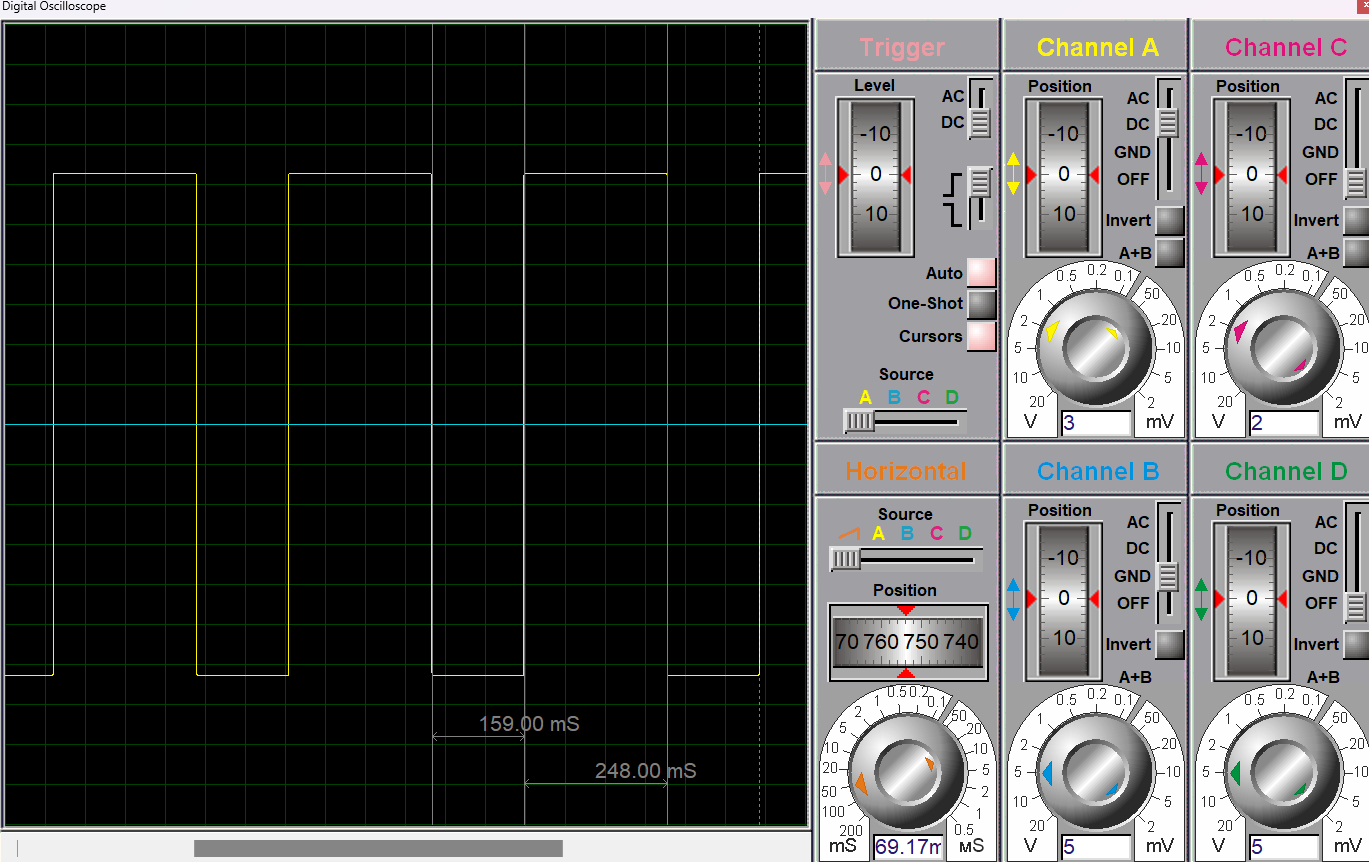 Digital Oscilloscope
159.00 mS
248.00 mS
Trigger
Level
-10
0
10
AC
DC
Auto
One-Shot
Cursors
Source
A B C D
Channel A
Position
-10
0
10
AC
DC
GND
OFF
Invert
A+B
20 10 5 2 1 0.5 0.2 0.1 50 20 10 5 2
V 3 mV
Channel C
Position
-10
0
10
AC
DC
GND
OFF
Invert
A+B
20 10 5 2 1 0.5 0.2 0.1 50 20 10 5 2
V 2 mV
Horizontal
Source
A B C D
Position
70 760 750 740
200 100 50 20 10 5 2 1 0.5 0.2 0.1 50 20 10 5 2 1 0.5
mS 69.17m мS
Channel B
Position
-10
0
10
AC
DC
GND
OFF
Invert
A+B
20 10 5 2 1 0.5 0.2 0.1 50 20 10 5 2
V 5 mV
Channel D
Position
-10
0
10
AC
DC
GND
OFF
Invert
A+B
20 10 5 2 1 0.5 0.2 0.1 50 20 10 5 2
V 5 mV